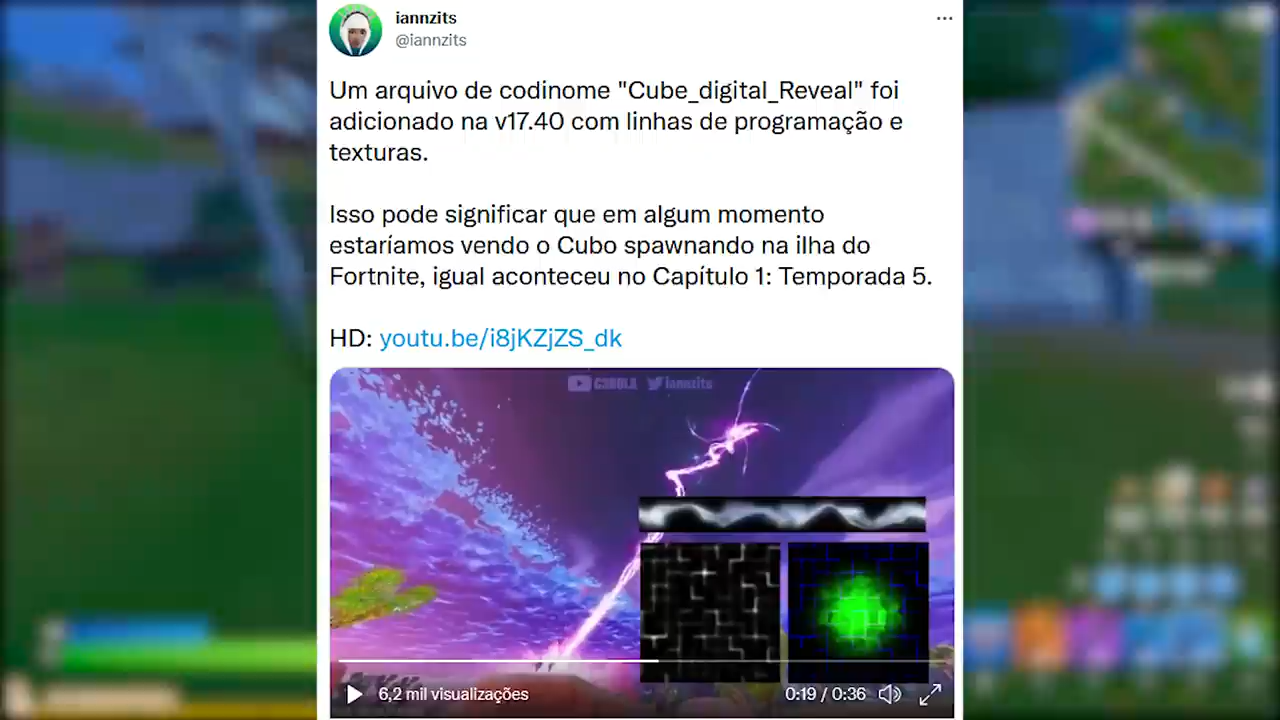 iannzits
@iannzits
Um arquivo de codinome "Cube_digital_Reveal" foi
adicionado na v17.40 com linhas de programação e
texturas.
Isso pode significar que em algum momento
estaríamos vendo o Cubo spawnando na ilha do
Fortnite, igual aconteceu no Capítulo 1: Temporada 5.
HD: youtu.be/i8jKZjZS_dk
iannzits
6,2 mil visualizações
0:19 / 0:36